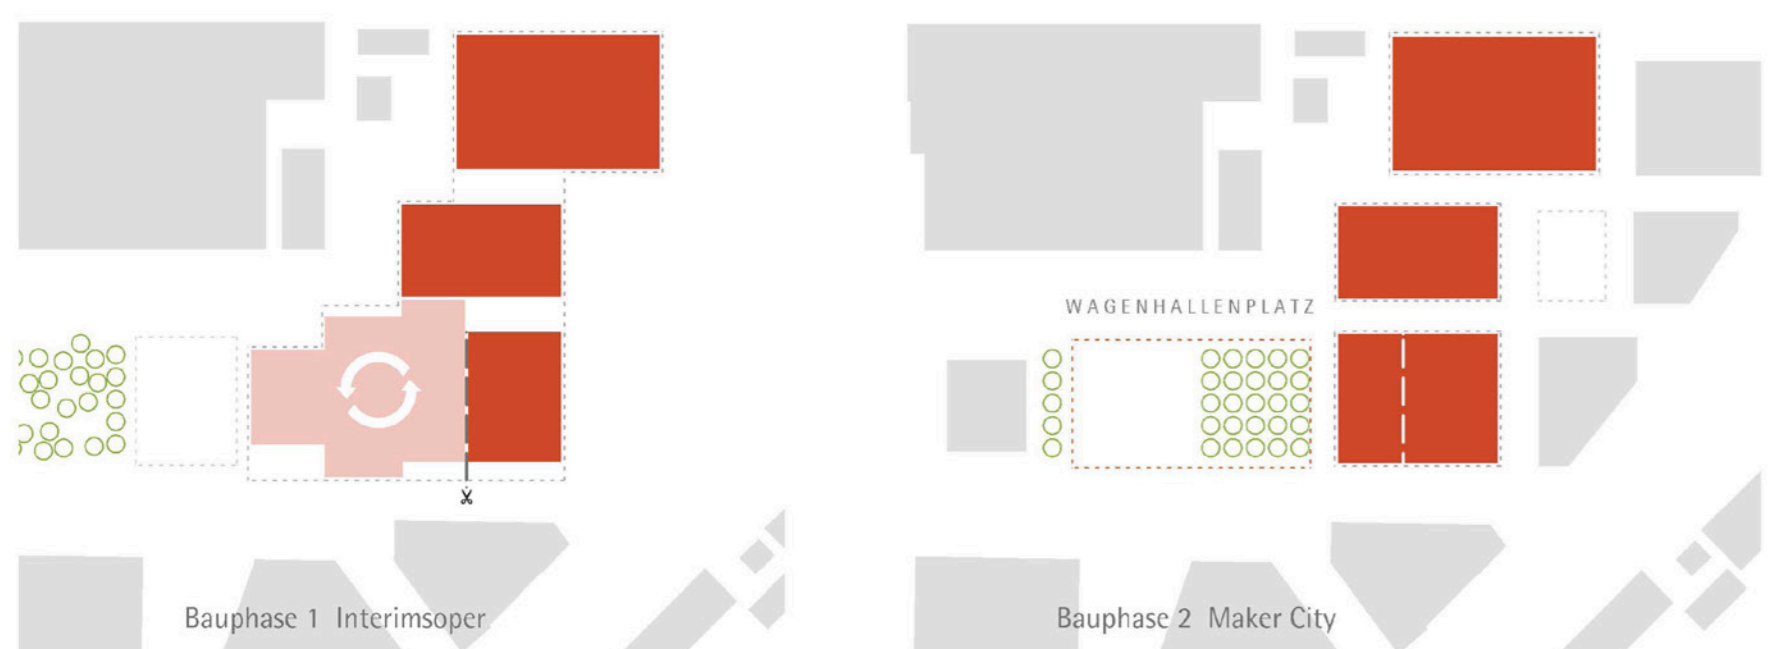 WAGENHALLENPLATZ
Bauphase 1 Interimsoper
Bauphase 2 Maker City